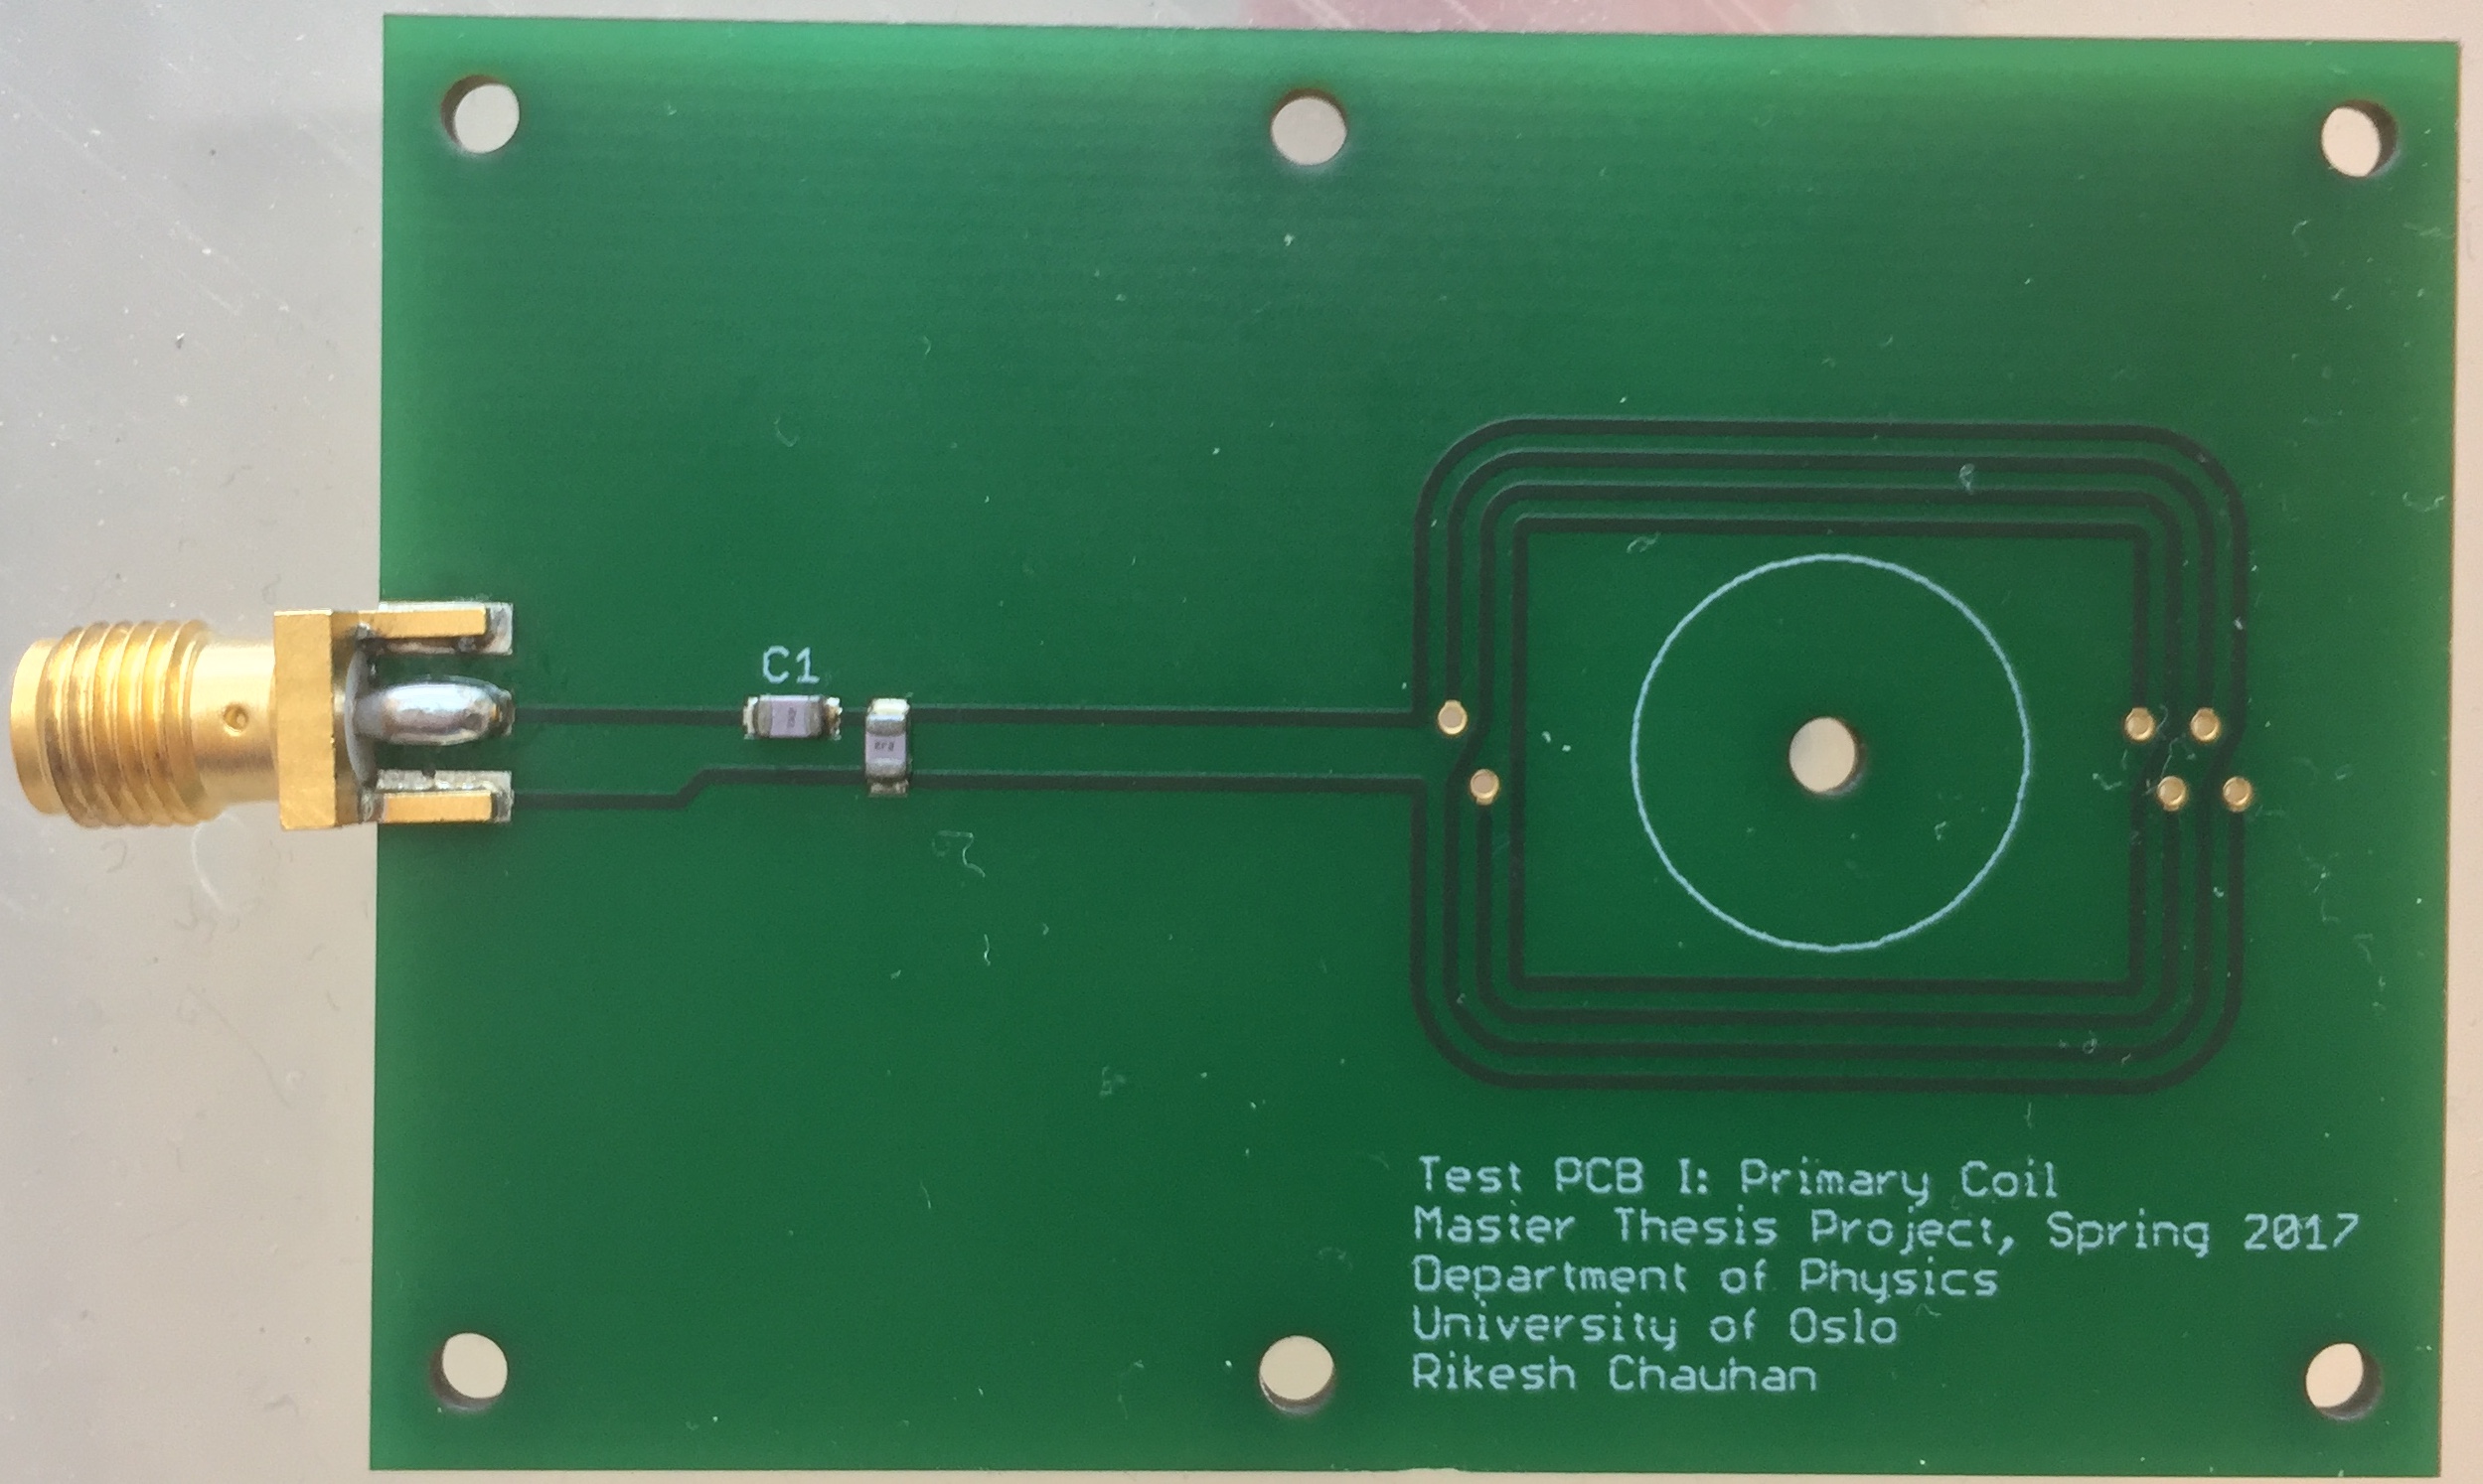 C1
Test PCB I: Primary Coil
Master Thesis Project, Spring 2017
Department of Physics
University of Oslo
Rikesh Chauhan